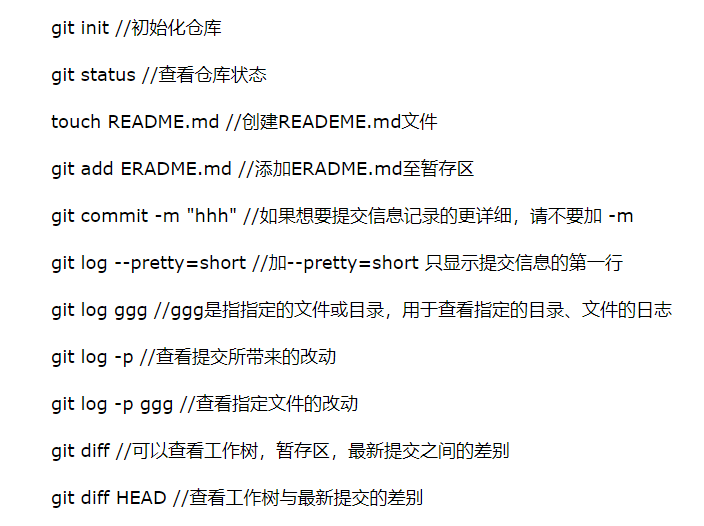 git init //初始化仓库
git status //查看仓库状态
touch README.md //创建READEME.md文件
git add ERADME.md //添加ERADME.md至暂存区
git commit -m "hhh" //如果想要提交信息记录的更详细，请不要加 -m
git log --pretty=short //加--pretty=short 只显示提交信息的第一行
git log ggg //ggg是指指定的文件或目录，用于查看指定的目录、文件的日志
git log -p //查看提交所带来的改动
git log -p ggg //查看指定文件的改动
git diff //可以查看工作树，暂存区，最新提交之间的差别
git diff HEAD //查看工作树与最新提交的差别